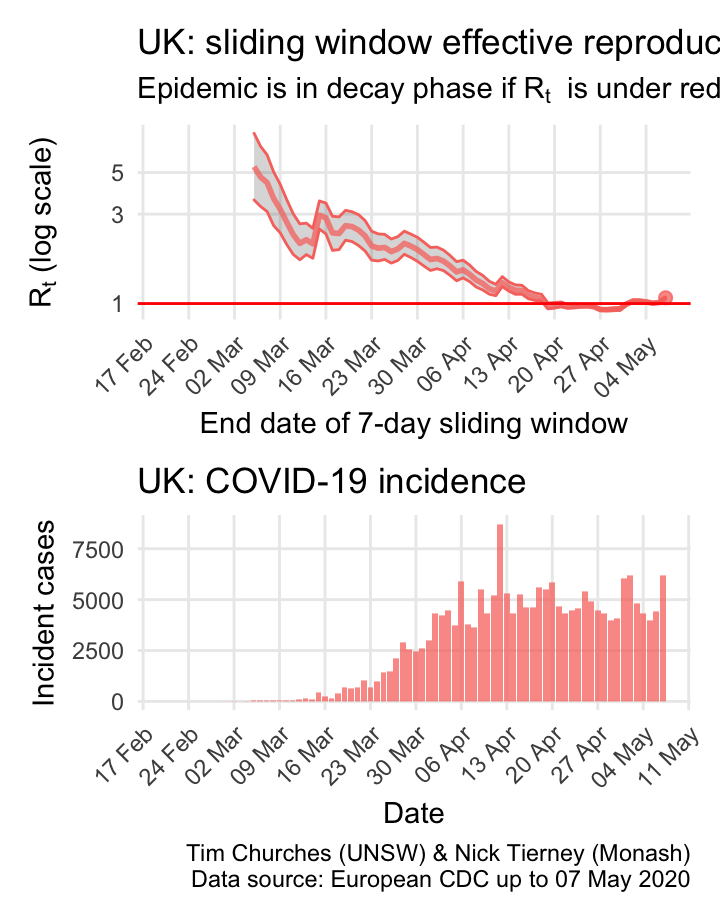 UK: sliding window effective reproduc
Epidemic is in decay phase if Rt is under red
Rt (log scale)
5
3
1
17 Feb
24 Feb
02 Mar
09 Mar
16 Mar
23 Mar
30 Mar
06 Apr
13 Apr
20 Apr
27 Apr
04 May
End date of 7-day sliding window
UK: COVID-19 incidence
Incident cases
7500
5000
2500
0
17 Feb
24 Feb
02 Mar
09 Mar
16 Mar
23 Mar
30 Mar
06 Apr
13 Apr
20 Apr
27 Apr
04 May
11 May
Date
Tim Churches (UNSW) & Nick Tierney (Monash)
Data source: European CDC up to 07 May 2020